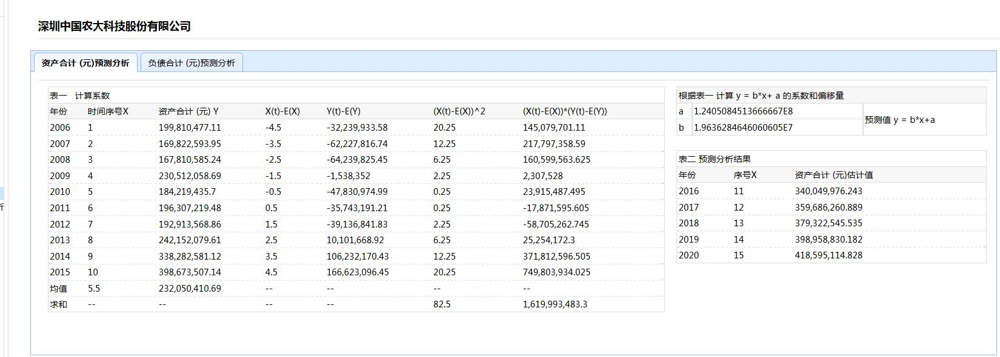 深圳中国农大科技股份有限公司
资产合计 (元)预测分析 负债合计 (元)预测分析
表一 计算系数
年份 时间序号X 资产合计 (元) Y X(t)-E(X) Y(t)-E(Y) (X(t)-E(X))^2 (X(t)-E(X))*(Y(t)-E(Y))
2006 1 199,810,477.11 -4.5 -32,239,933.58 20.25 145,079,701.11
2007 2 169,822,593.95 -3.5 -62,227,816.74 12.25 217,797,358.59
2008 3 167,810,585.24 -2.5 -64,239,825.45 6.25 160,599,563.625
2009 4 230,512,058.69 -1.5 -1,538,352 2.25 2,307,528
2010 5 184,219,435.7 -0.5 -47,830,974.99 0.25 23,915,487.495
2011 6 196,307,219.48 0.5 -35,743,191.21 0.25 -17,871,595.605
2012 7 192,913,568.86 1.5 -39,136,841.83 2.25 -58,705,262.745
2013 8 242,152,079.61 2.5 10,101,668.92 6.25 25,254,172.3
2014 9 338,282,581.12 3.5 106,232,170.43 12.25 371,812,596.505
2015 10 398,673,507.14 4.5 166,623,096.45 20.25 749,803,934.025
均值 5.5 232,050,410.69 -- -- -- --
求和 -- -- -- -- 82.5 1,619,993,483.3
根据表一 计算 y = b*x+ a 的系数和偏移量
a 1.2405084513666667E8
预测值 y = b*x+a
b 1.9636284646060605E7
表二 预测分析结果
年份 序号X 资产合计 (元)估计值
2016 11 340,049,976.243
2017 12 359,686,260.889
2018 13 379,322,545.535
2019 14 398,958,830.182
2020 15 418,595,114.828